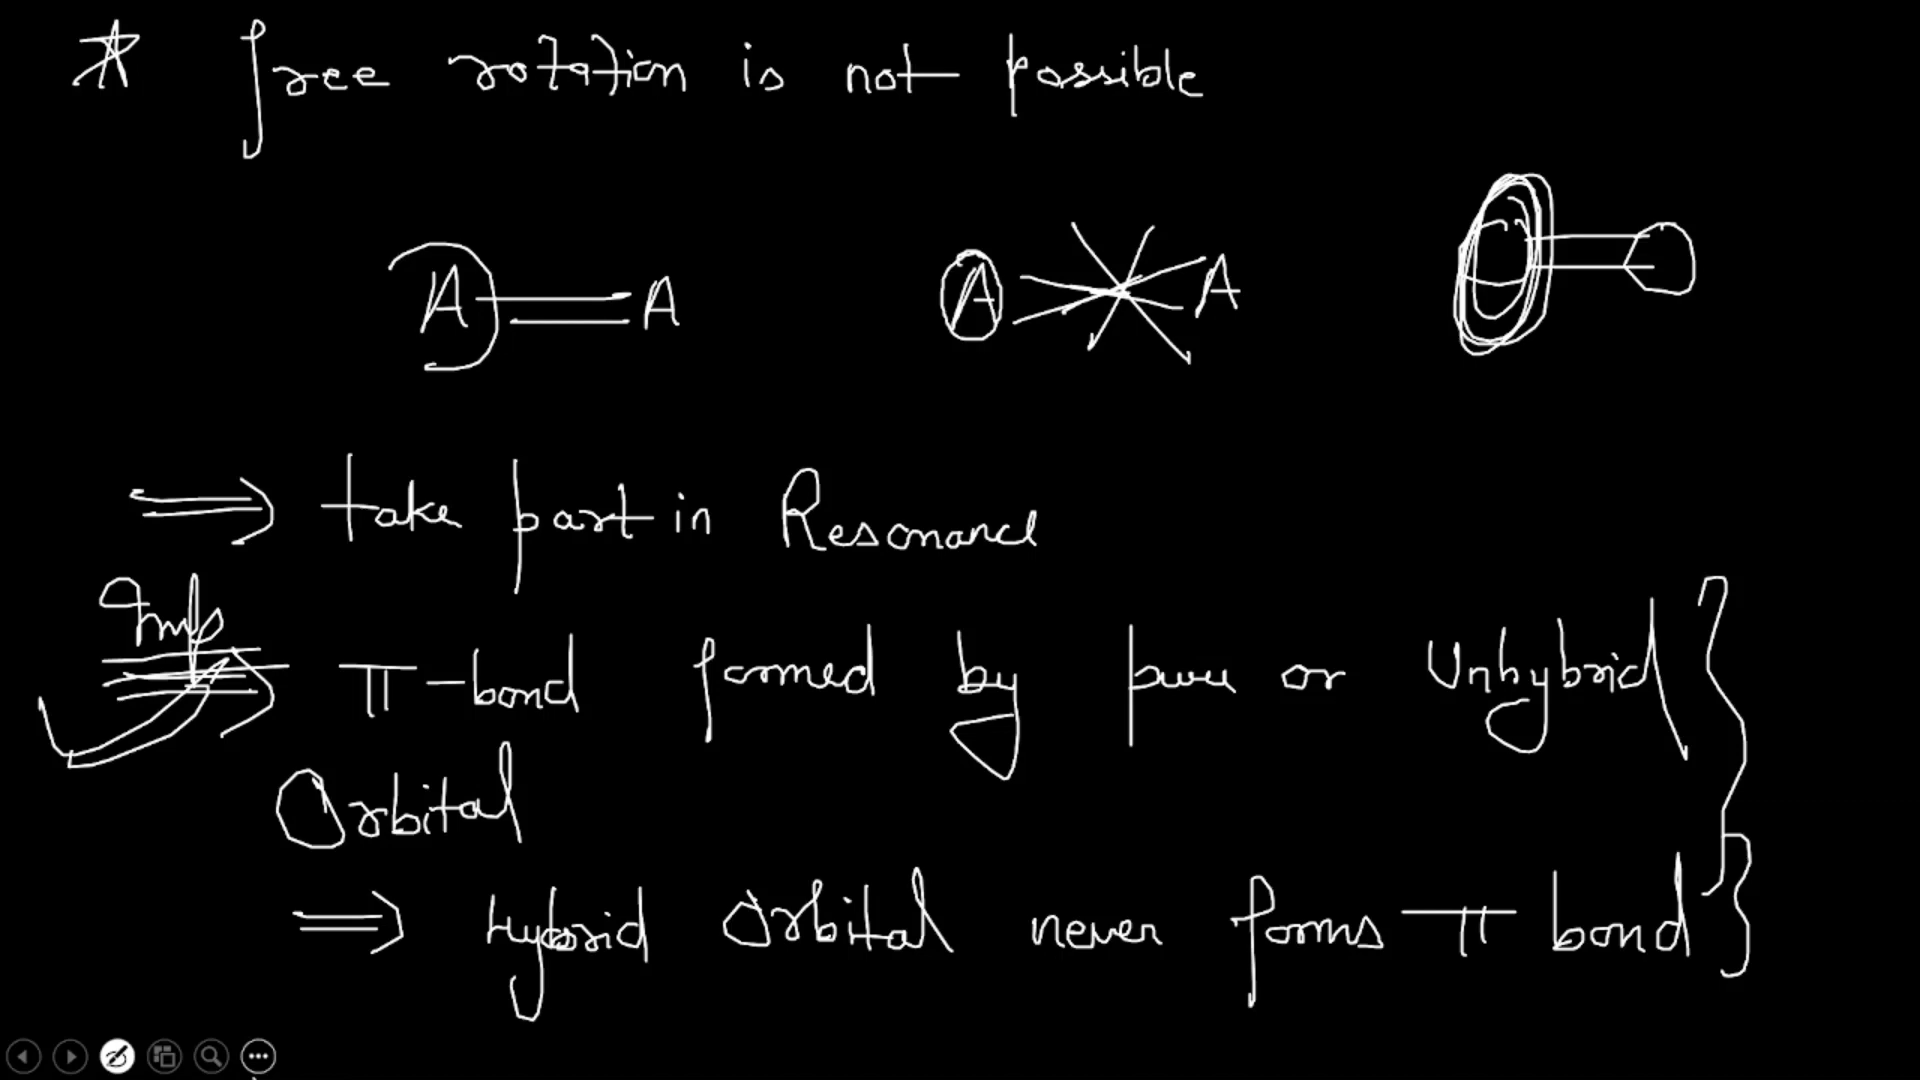 * free rotation is not possible
A = A A A
⇒ take part in Resonance
Imp
⇒ π-bond formed by pure or Unhybrid
Orbital
⇒ Hybrid Orbital never forms π bond